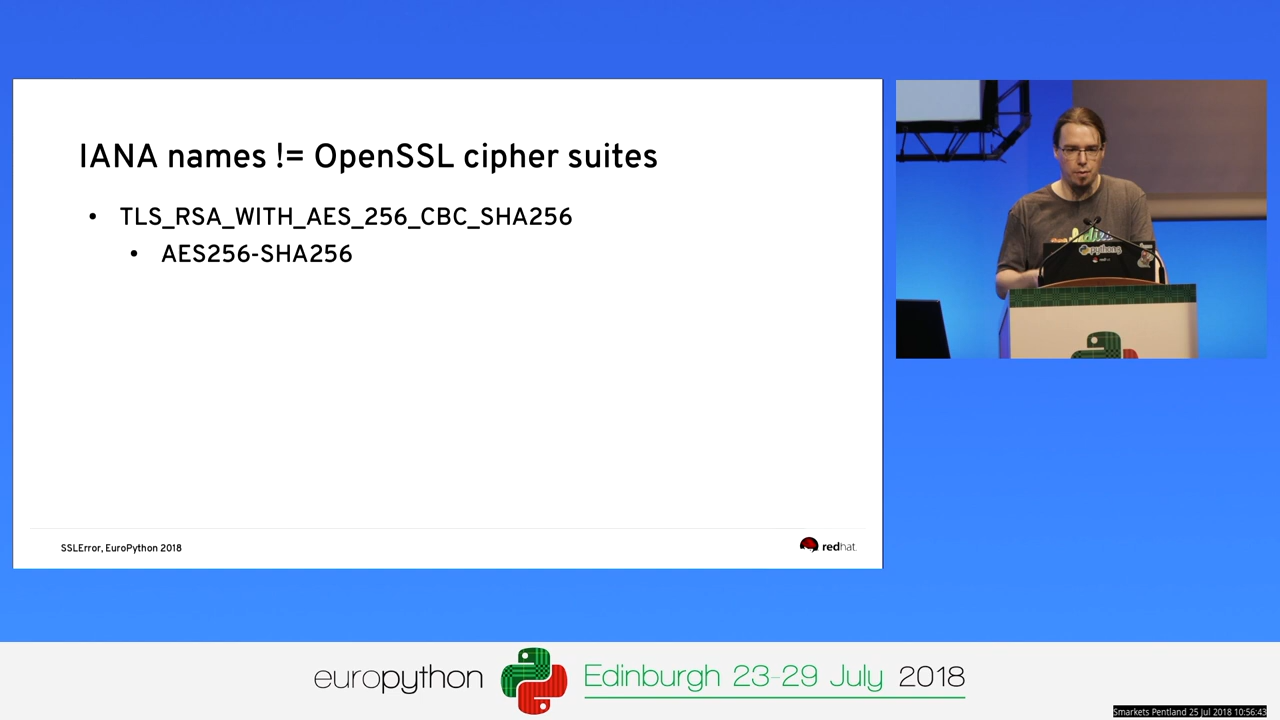 IANA names != OpenSSL cipher suites
• TLS_RSA_WITH_AES_256_CBC_SHA256
• AES256-SHA256
SSLError, EuroPython 2018
redhat.
europython
Edinburgh 23-29 July 2018
Smarkets Pentland 25 Jul 2018 10:56:43